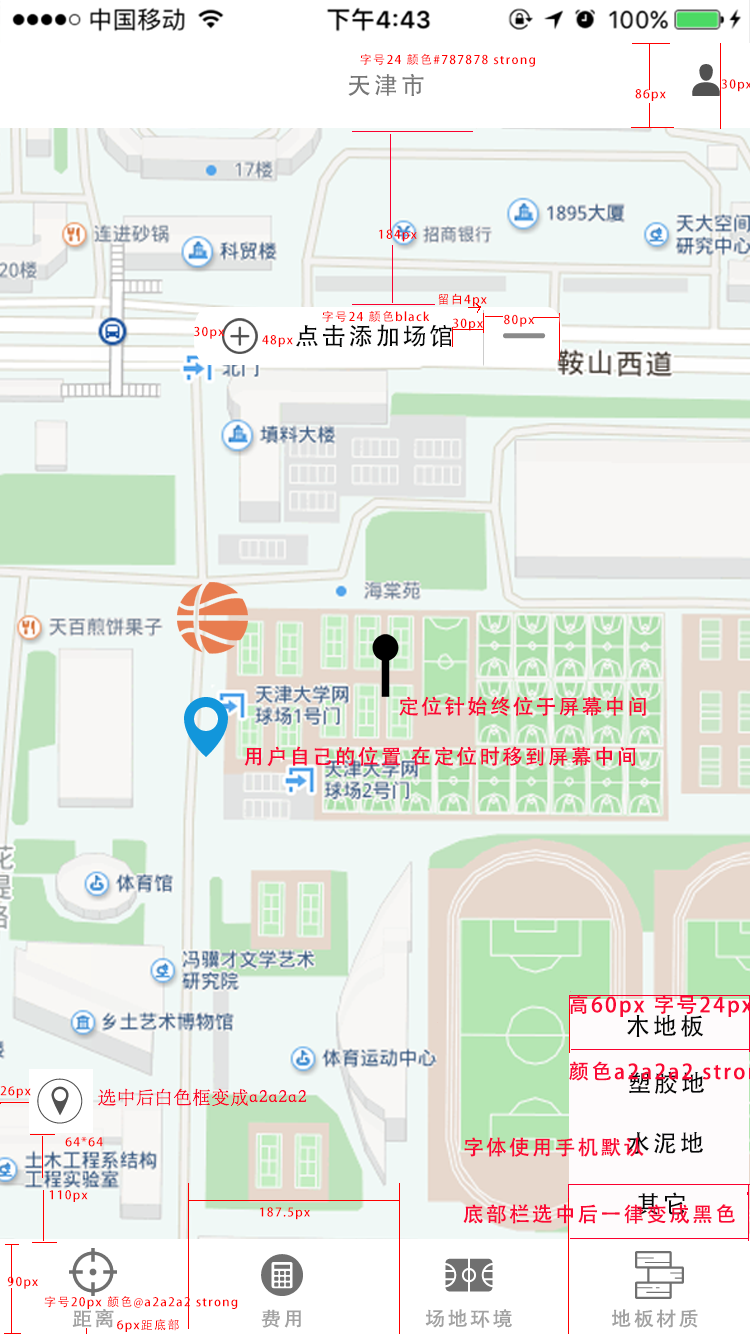 中国移动
下午4:43
100%
字号24 颜色#787878 strong
天津市
86px
30px
17楼
连进砂锅
科贸楼
20楼
184px
招商银行
1895大厦
天大空间
研究中心
留白4px
字号24 颜色black
30px
48px
点击添加场馆
30px
80px
北门
鞍山西道
填料大楼
海棠苑
天百煎饼果子
天津大学网
球场1号门
定位针始终位于屏幕中间
用户自己的位置 在定位时移到屏幕中间
天津大学网
球场2号门
体育馆
冯骥才文学艺术
研究院
乡土艺术博物馆
体育运动中心
高60px 字号24px
木地板
颜色a2a2a2 stron
塑胶地
26px
选中后白色框变成a2a2a2
64*64
字体使用手机默认
水泥地
土木工程系结构
工程实验室
110px
187.5px
其它
底部栏选中后一律变成黑色
90px
字号20px 颜色@a2a2a2 strong
6px距底部
距离
费用
场地环境
地板材质